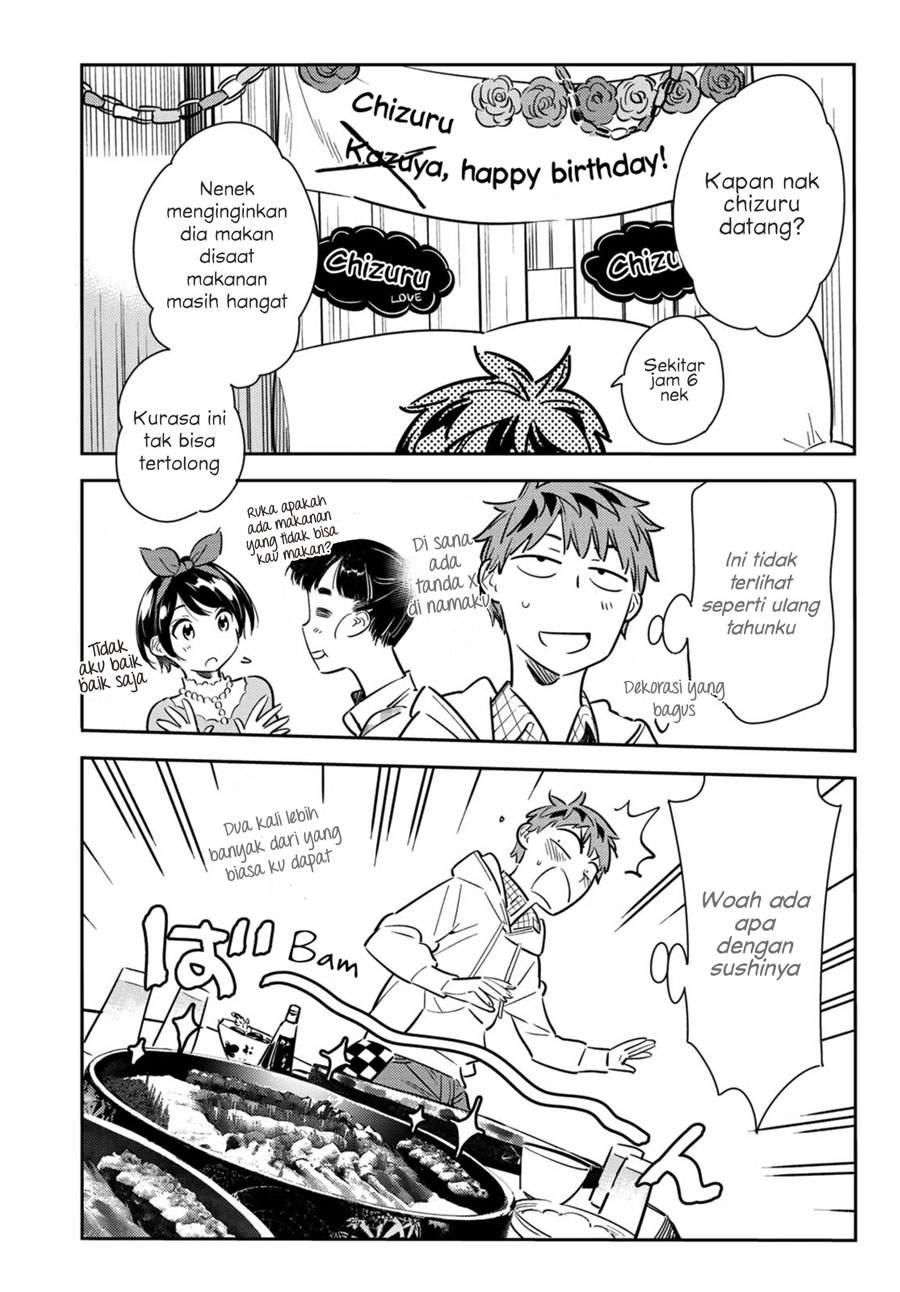 Kapan nak
chizuru
datang?
Chizuru
Kazuya, happy birthday!
Nenek
menginginkan
dia makan
disaat
makanan
masih hangat
Chizuru
LOVE
Chizu
Sekitar
jam 6
nek
Kurasa ini
tak bisa
tertolong
Ini tidak
terlihat
seperti ulang
tahunku
Di sana
ada
tanda x
di namaku
Dekorasi yang
bagus
Ruka apakah
ada makanan
yang tidak bisa
kau makan?
Tidak
aku baik
baik saja
Woah ada
apa
dengan
sushinya
Dua kali lebih
banyak dari yang
biasa ku dapat
ばーん
Bam